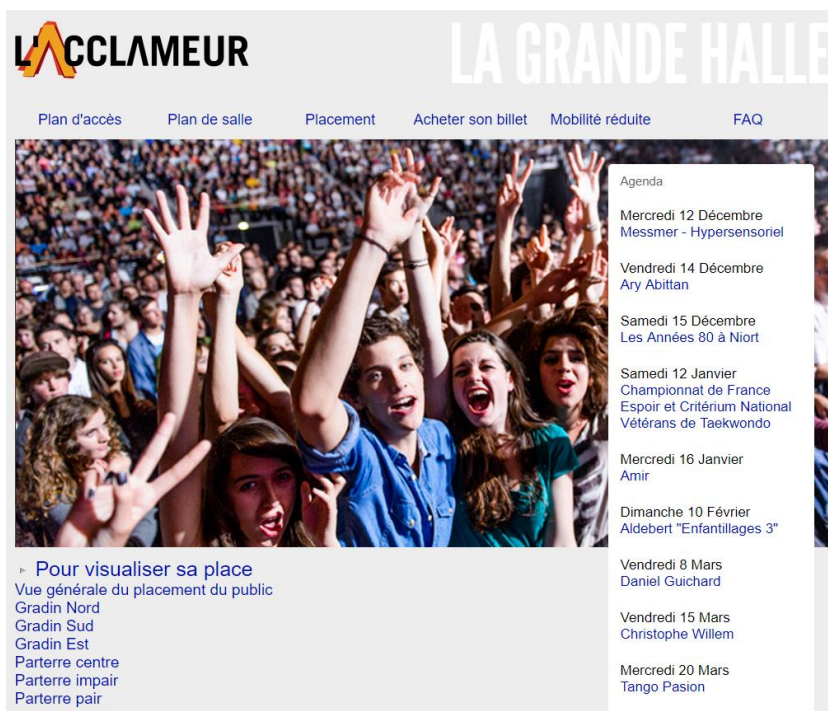 L'ACCLAMEUR
LA GRANDE HALLE
Plan d'accès
Plan de salle
Placement
Acheter son billet
Mobilité réduite
FAQ
Agenda
Mercredi 12 Décembre
Messmer - Hypersensoriel
Vendredi 14 Décembre
Ary Abittan
Samedi 15 Décembre
Les Années 80 à Niort
Samedi 12 Janvier
Championnat de France
Espoir et Critérium National
Vétérans de Taekwondo
Mercredi 16 Janvier
Amir
Dimanche 10 Février
Aldebert "Enfantillages 3"
Vendredi 8 Mars
Daniel Guichard
Vendredi 15 Mars
Christophe Willem
Mercredi 20 Mars
Tango Pasion
Pour visualiser sa place
Vue générale du placement du public
Gradin Nord
Gradin Sud
Gradin Est
Parterre centre
Parterre impair
Parterre pair